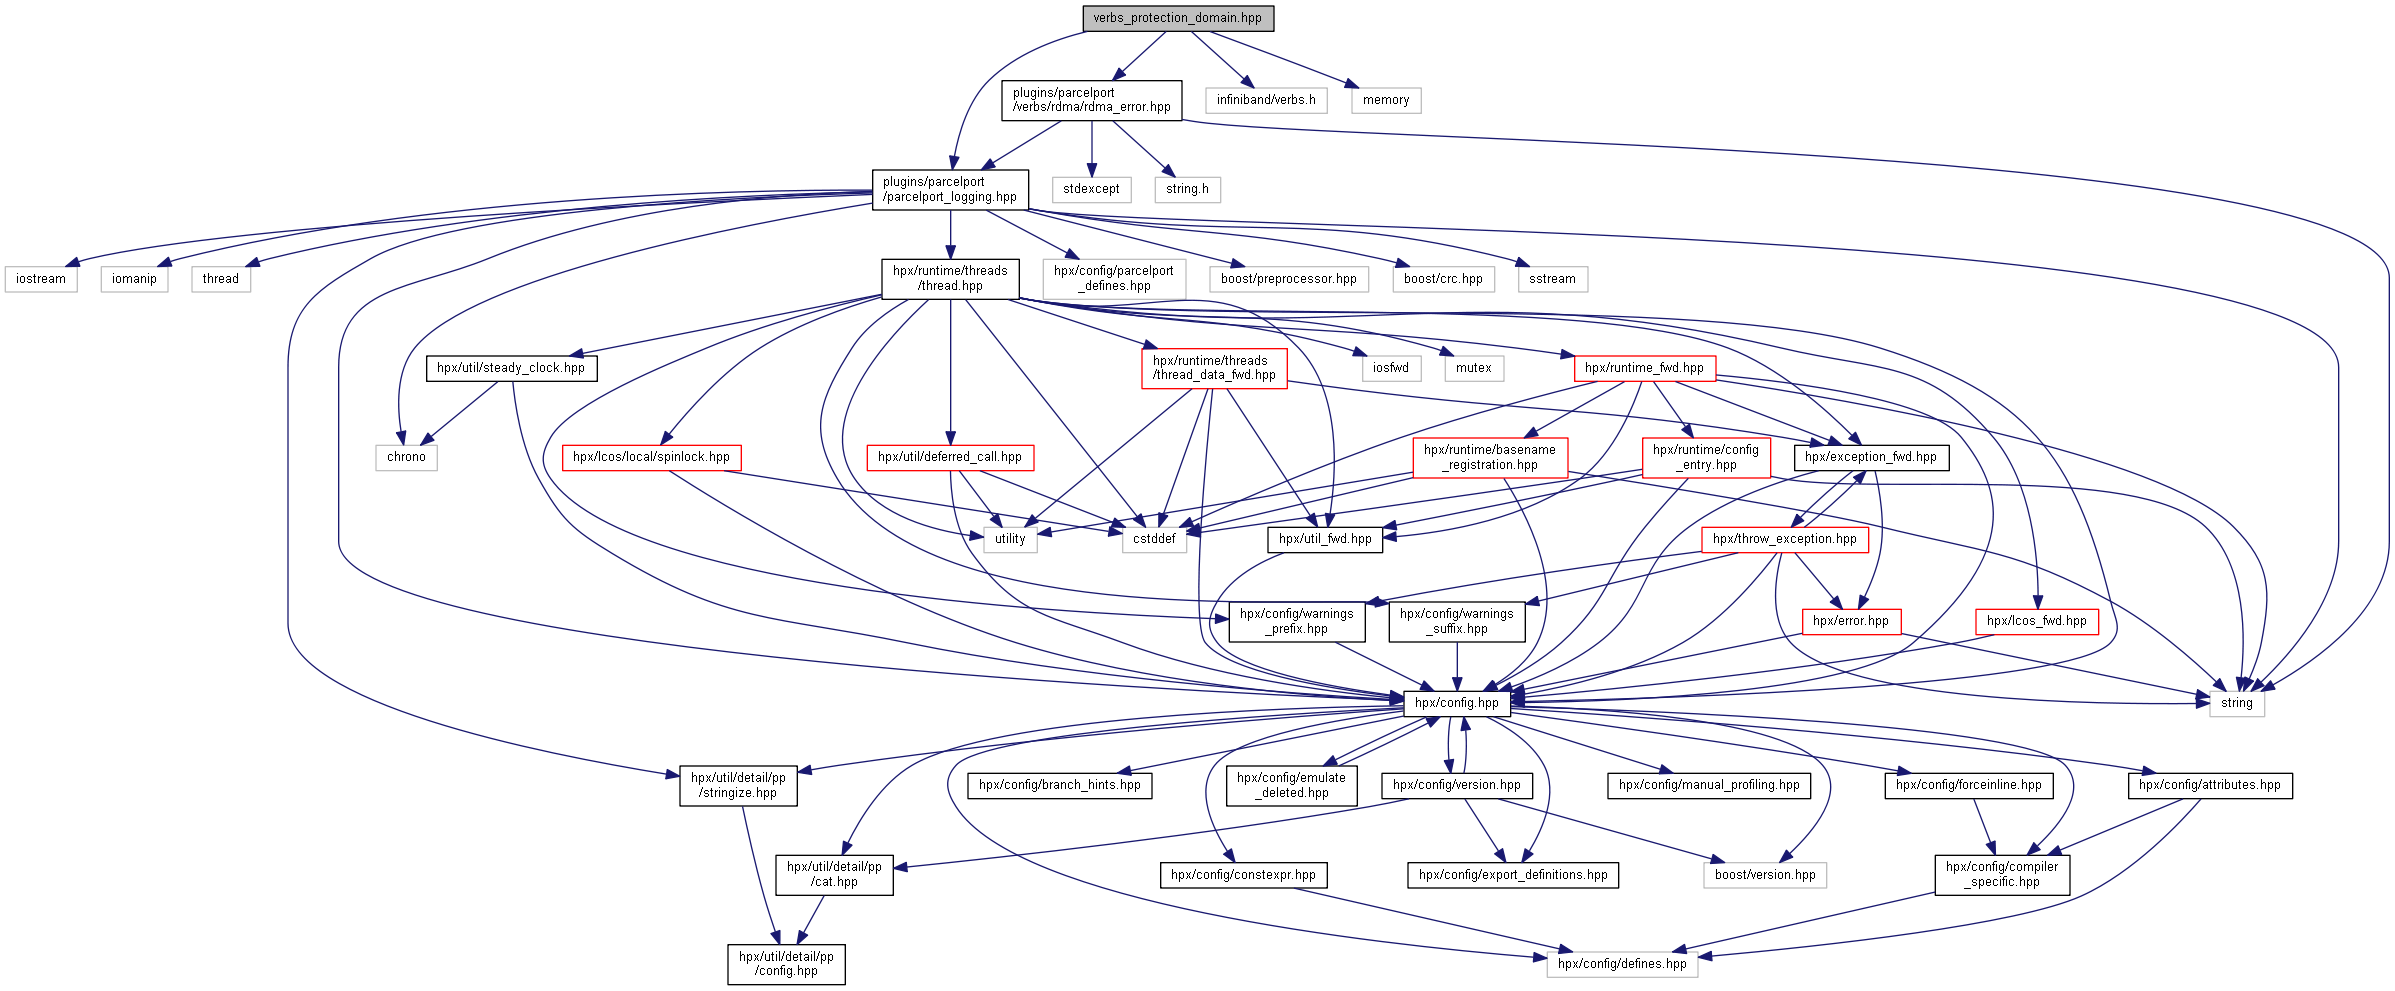 verbs_protection_domain.hpp
plugins/parcelport
/verbs/rdma/rdma_error.hpp
infiniband/verbs.h
memory
plugins/parcelport
/parcelport_logging.hpp
stdexcept
string.h
iostream
iomanip
thread
hpx/runtime/threads
/thread.hpp
hpx/config/parcelport
_defines.hpp
boost/preprocessor.hpp
boost/crc.hpp
sstream
hpx/util/steady_clock.hpp
hpx/runtime/threads
/thread_data_fwd.hpp
iosfwd
mutex
hpx/runtime_fwd.hpp
chrono
hpx/lcos/local/spinlock.hpp
hpx/util/deferred_call.hpp
hpx/runtime/basename
_registration.hpp
hpx/runtime/config
_entry.hpp
hpx/exception_fwd.hpp
utility
cstddef
hpx/util_fwd.hpp
hpx/throw_exception.hpp
hpx/config/warnings
_prefix.hpp
hpx/config/warnings
_suffix.hpp
hpx/error.hpp
hpx/lcos_fwd.hpp
hpx/config.hpp
string
hpx/util/detail/pp
/stringize.hpp
hpx/config/branch_hints.hpp
hpx/config/emulate
_deleted.hpp
hpx/config/version.hpp
hpx/config/manual_profiling.hpp
hpx/config/forceinline.hpp
hpx/config/attributes.hpp
hpx/util/detail/pp
/cat.hpp
hpx/config/constexpr.hpp
hpx/config/export_definitions.hpp
boost/version.hpp
hpx/config/compiler
_specific.hpp
hpx/util/detail/pp
/config.hpp
hpx/config/defines.hpp